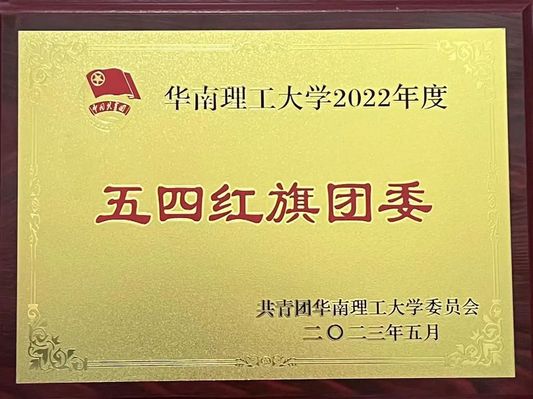 华南理工大学2022年度
中国共青团
五四红旗团委
共青团华南理工大学委员会
二〇二三年五月